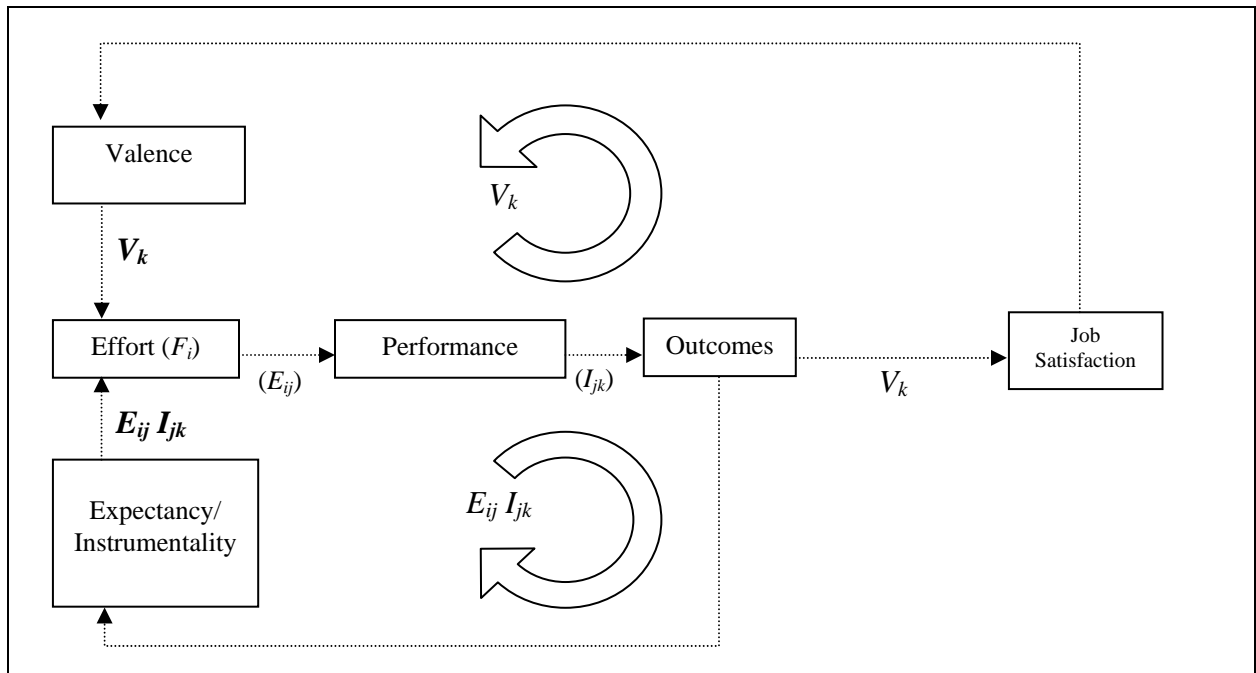 Valence
V_k
V_k
Effort (F_i)
(E_ij)
Performance
(I_jk)
Outcomes
V_k
Job
Satisfaction
E_ij I_jk
E_ij I_jk
Expectancy/
Instrumentality